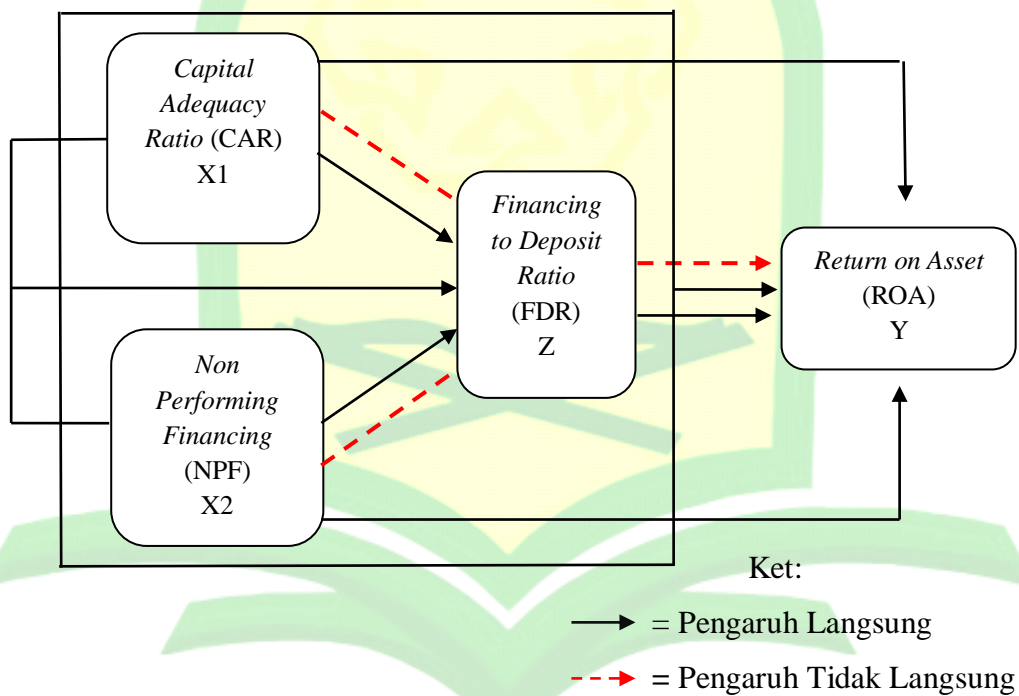 Capital
Adequacy
Ratio (CAR)
X1
Financing
to Deposit
Ratio
(FDR)
Z
Return on Asset
(ROA)
Y
Non
Performing
Financing
(NPF)
X2
Ket:
= Pengaruh Langsung
= Pengaruh Tidak Langsung